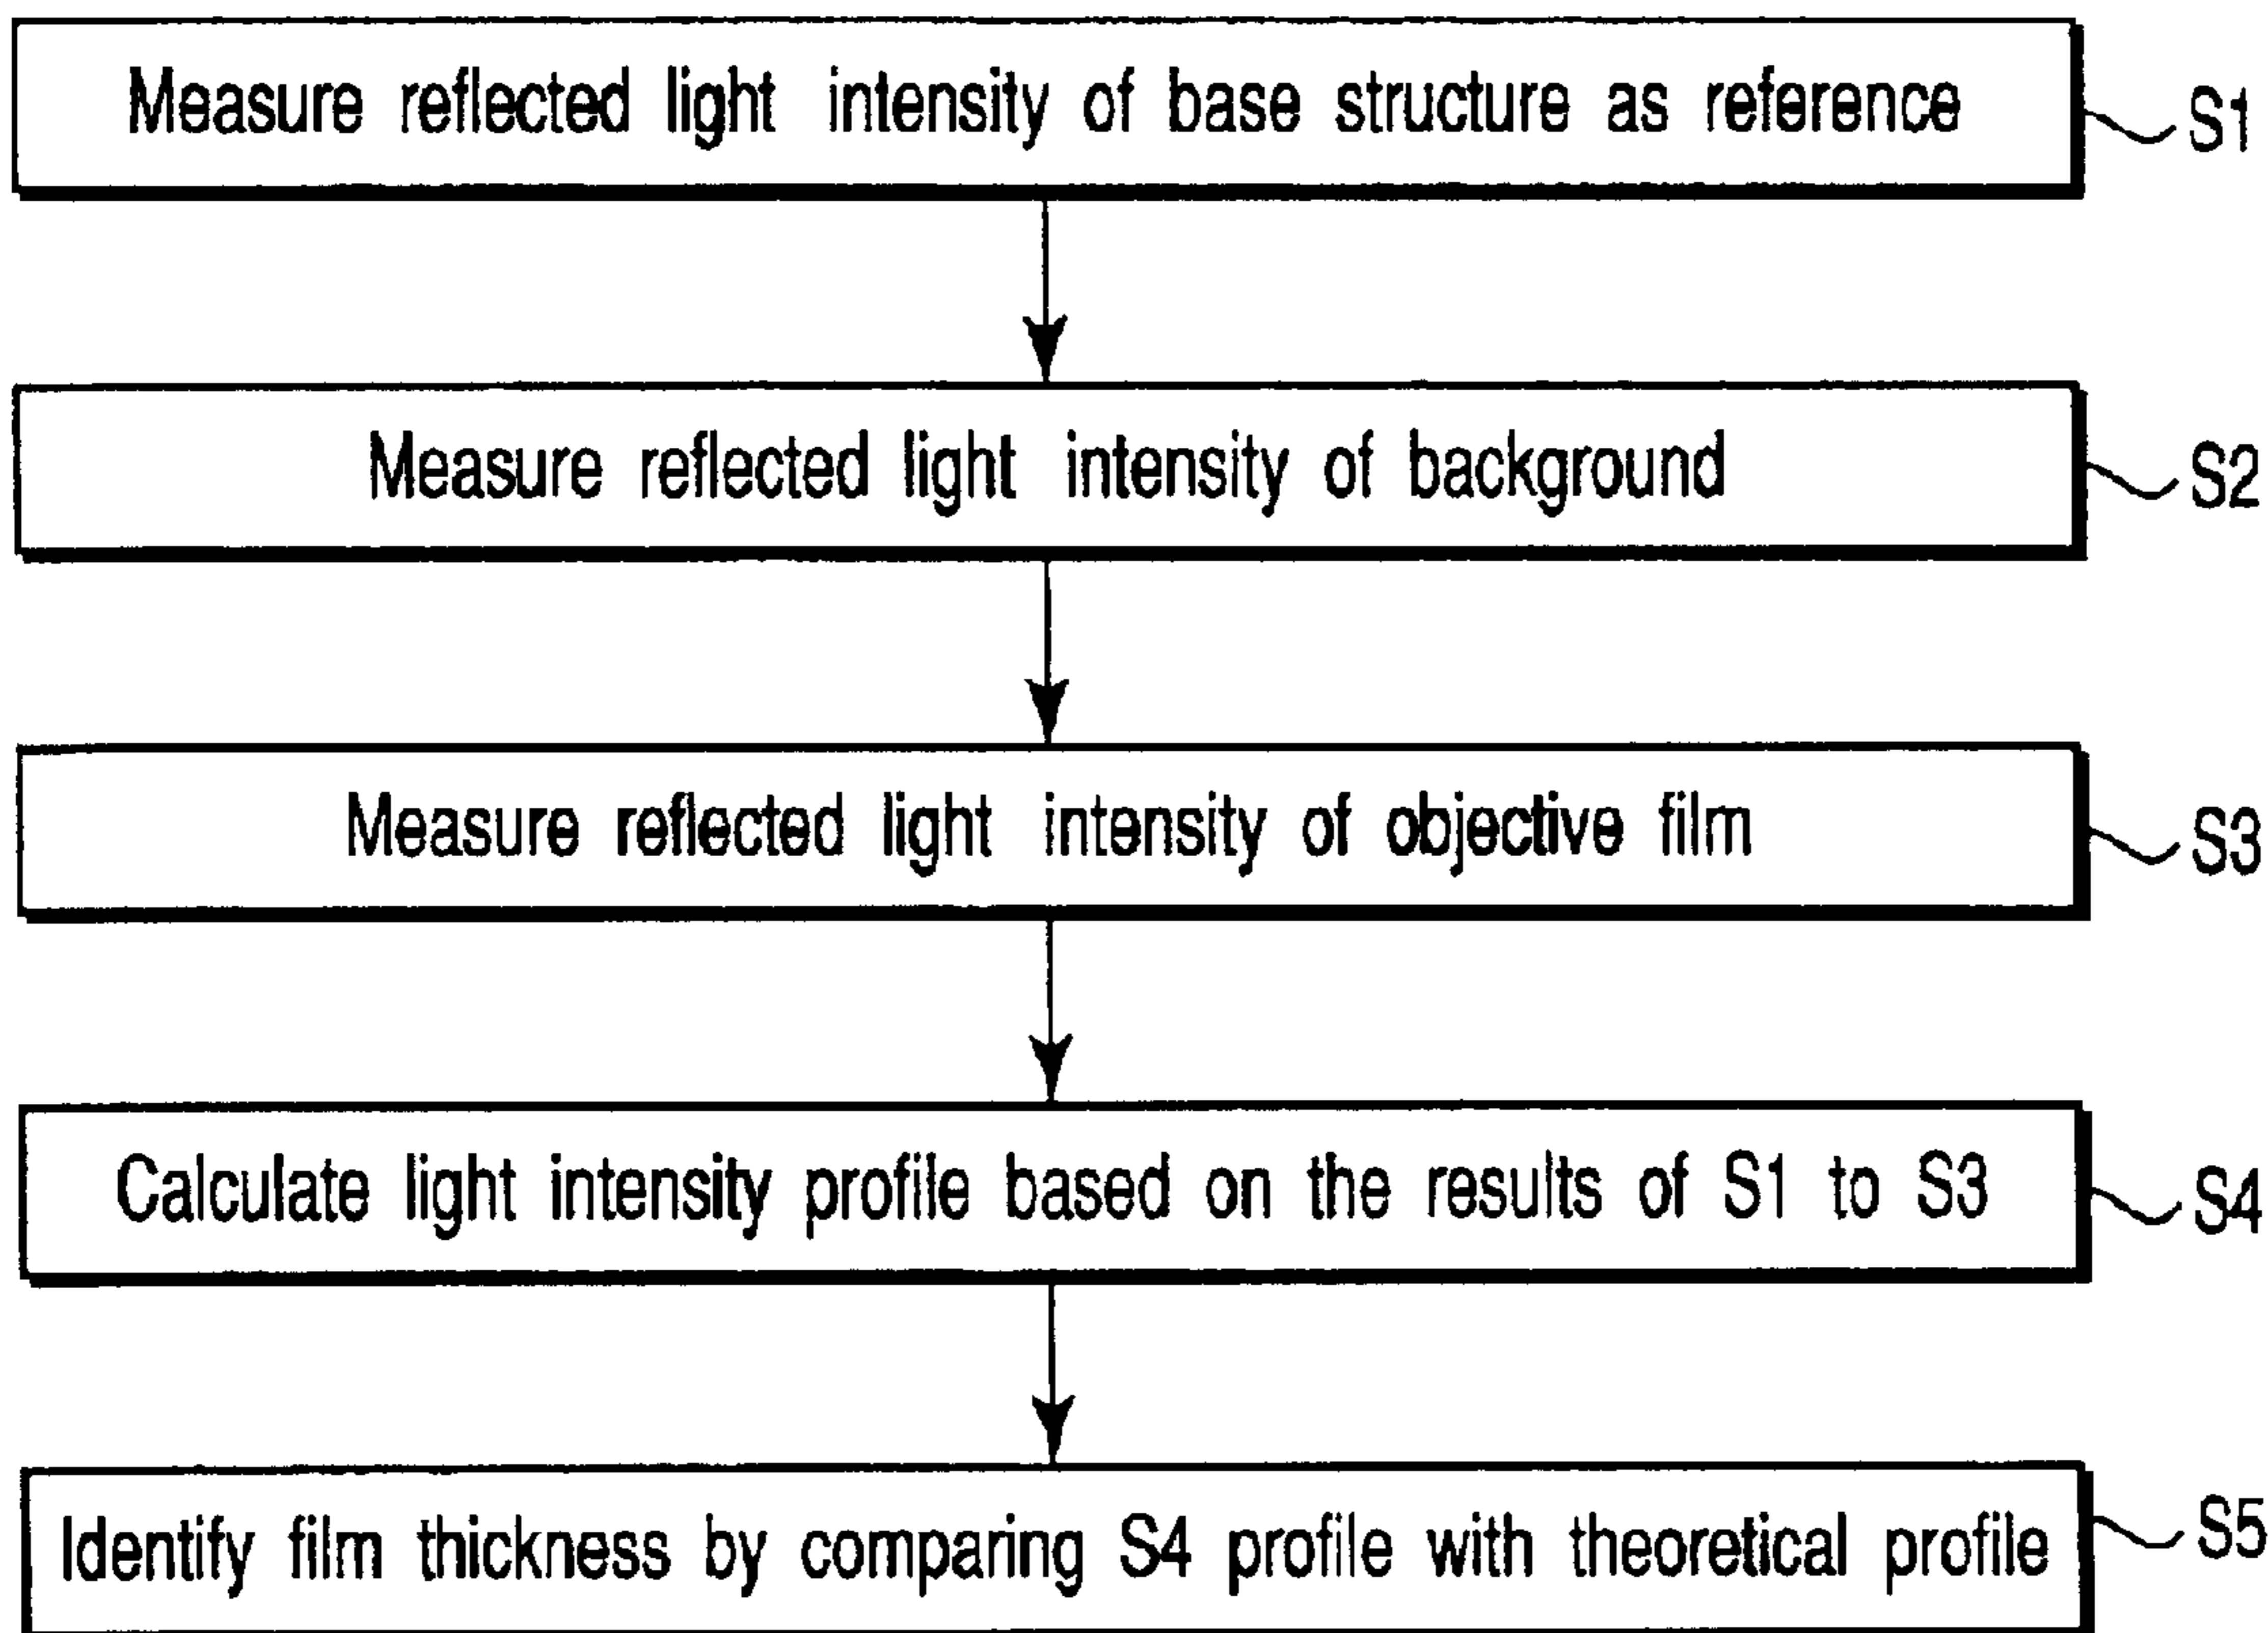 Measure reflected light intensity of base structure as reference
S1
Measure reflected light intensity of background
S2
Measure reflected light intensity of objective film
S3
Calculate light intensity profile based on the results of S1 to S3
S4
Identify film thickness by comparing S4 profile with theoretical profile
S5